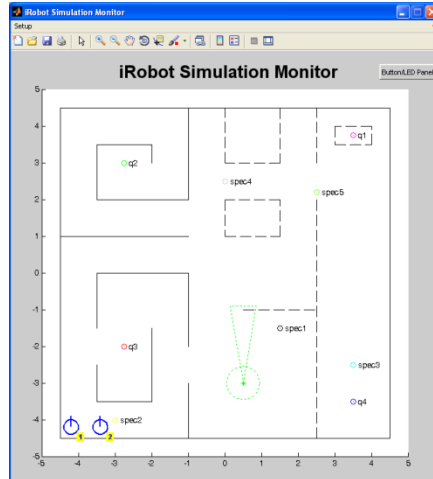 iRobot Simulation Monitor
Setup
iRobot Simulation Monitor
Button/LED Panel
5
4
q1
3
q2
spec4
spec5
2
1
0
-1
spec1
-2
q3
spec3
-3
q4
-4
spec2
1
2
-5
-5 -4 -3 -2 -1 0 1 2 3 4 5